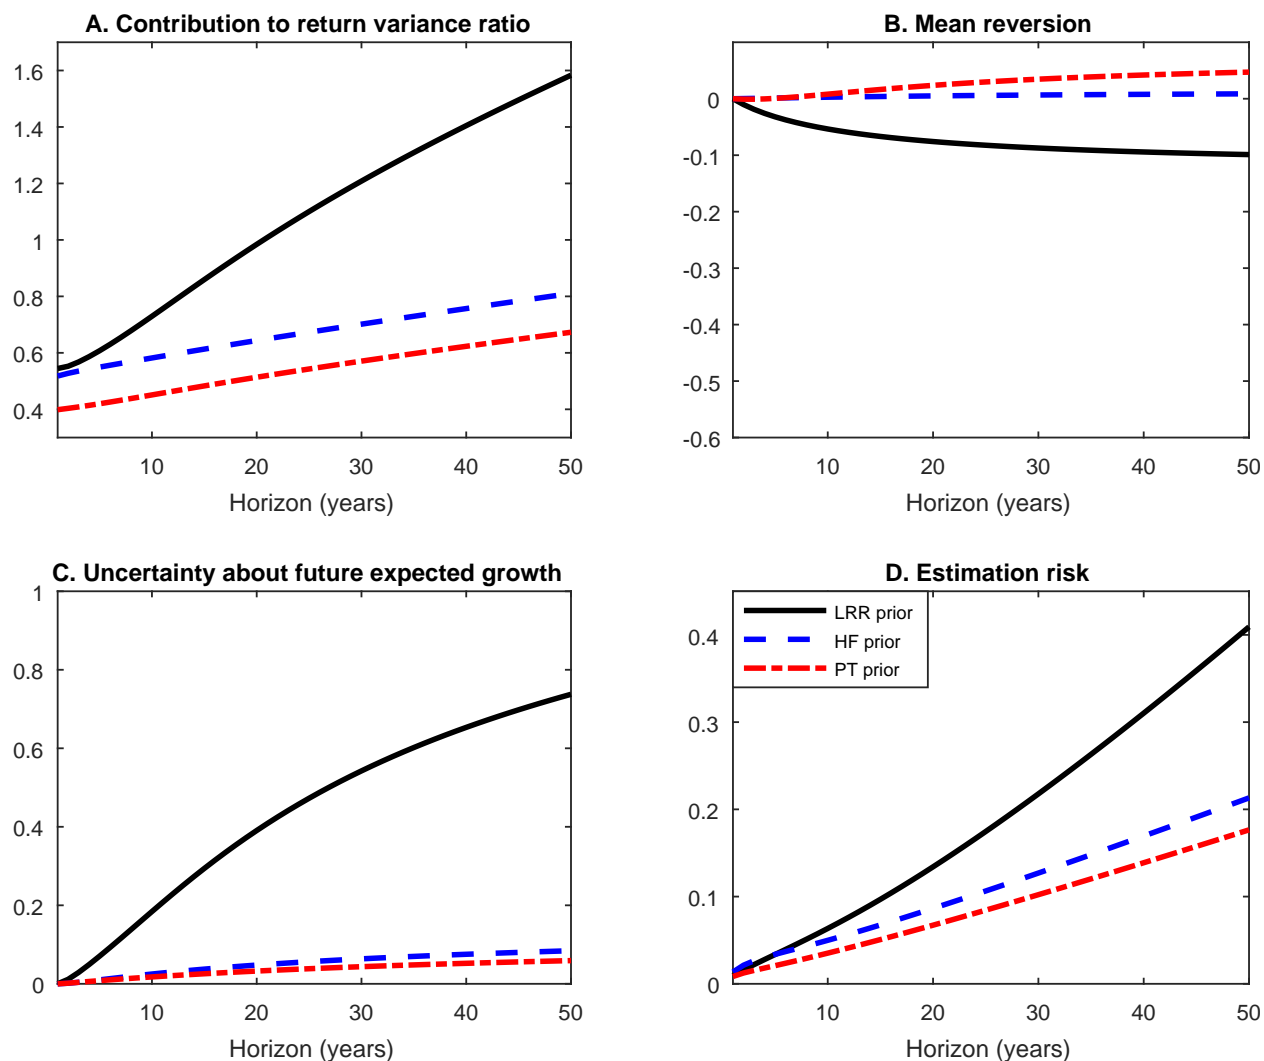 A. Contribution to return variance ratio
1.6
1.4
1.2
1
0.8
0.6
0.4
10 20 30 40 50
Horizon (years)
B. Mean reversion
0
-0.1
-0.2
-0.3
-0.4
-0.5
-0.6
10 20 30 40 50
Horizon (years)
C. Uncertainty about future expected growth
1
0.8
0.6
0.4
0.2
0
10 20 30 40 50
Horizon (years)
D. Estimation risk
LRR prior
HF prior
PT prior
0.4
0.3
0.2
0.1
0
10 20 30 40 50
Horizon (years)